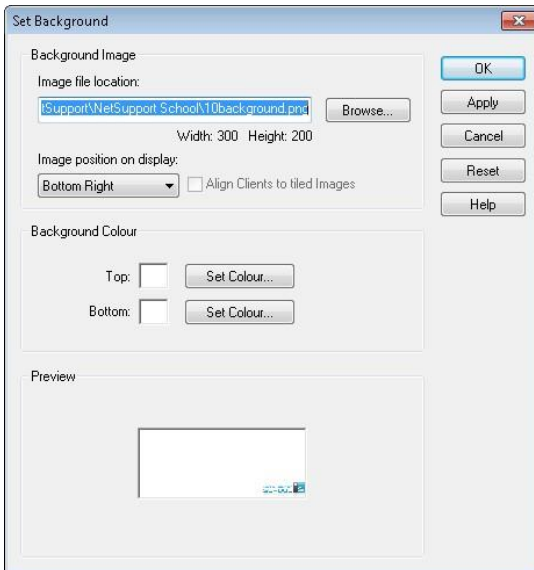 Set Background
Background Image
Image file location:
tSupport\NetSupport School\10background.png
Browse...
Width: 300 Height: 200
Image position on display:
Bottom Right
Align Clients to tiled Images
OK
Apply
Cancel
Reset
Help
Background Colour
Top:
Set Colour...
Bottom:
Set Colour...
Preview